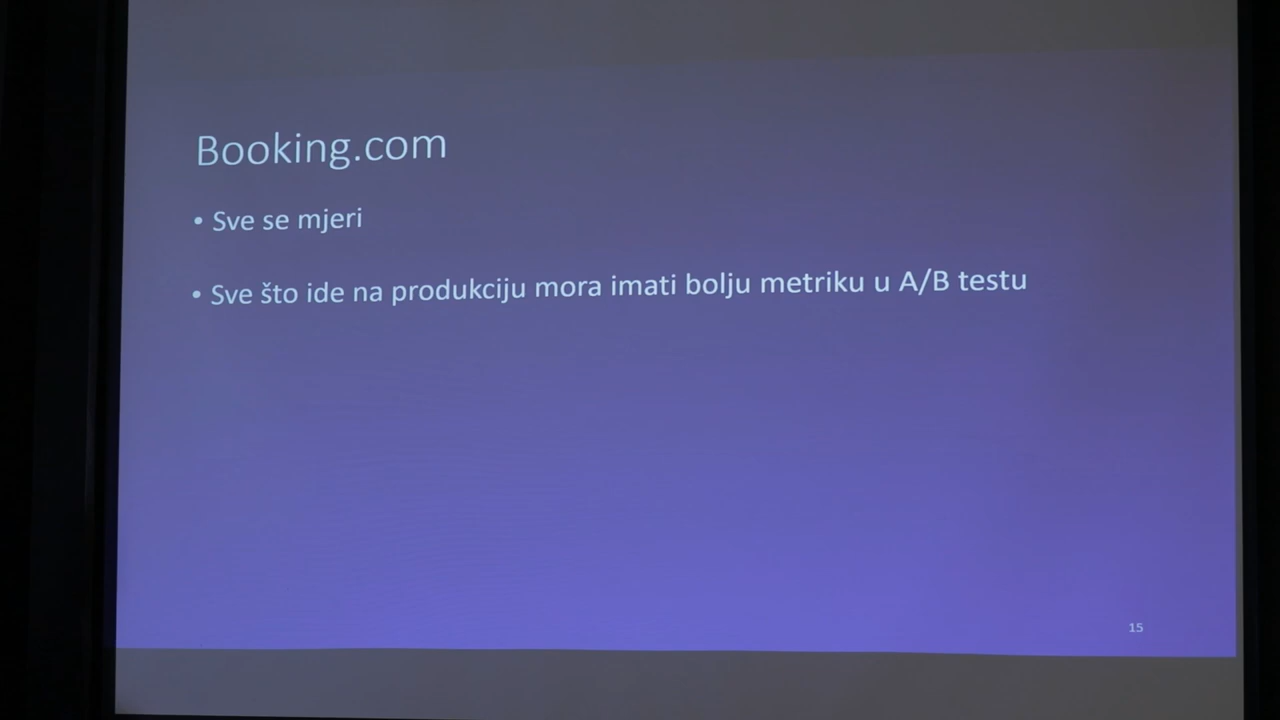 Booking.com
• Sve se mjeri
• Sve što ide na produkciju mora imati bolju metriku u A/B testu
15